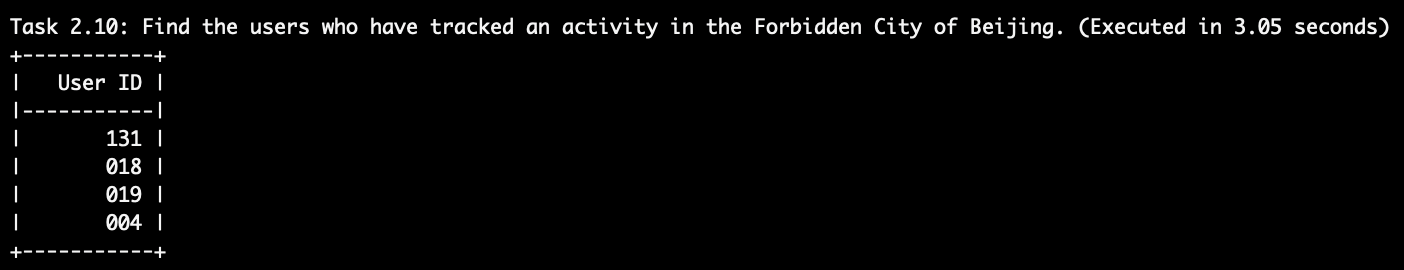 Task 2.10: Find the users who have tracked an activity in the Forbidden City of Beijing. (Executed in 3.05 seconds)
+-----------+
|   User ID |
|-----------|
|       131 |
|       018 |
|       019 |
|       004 |
+-----------+